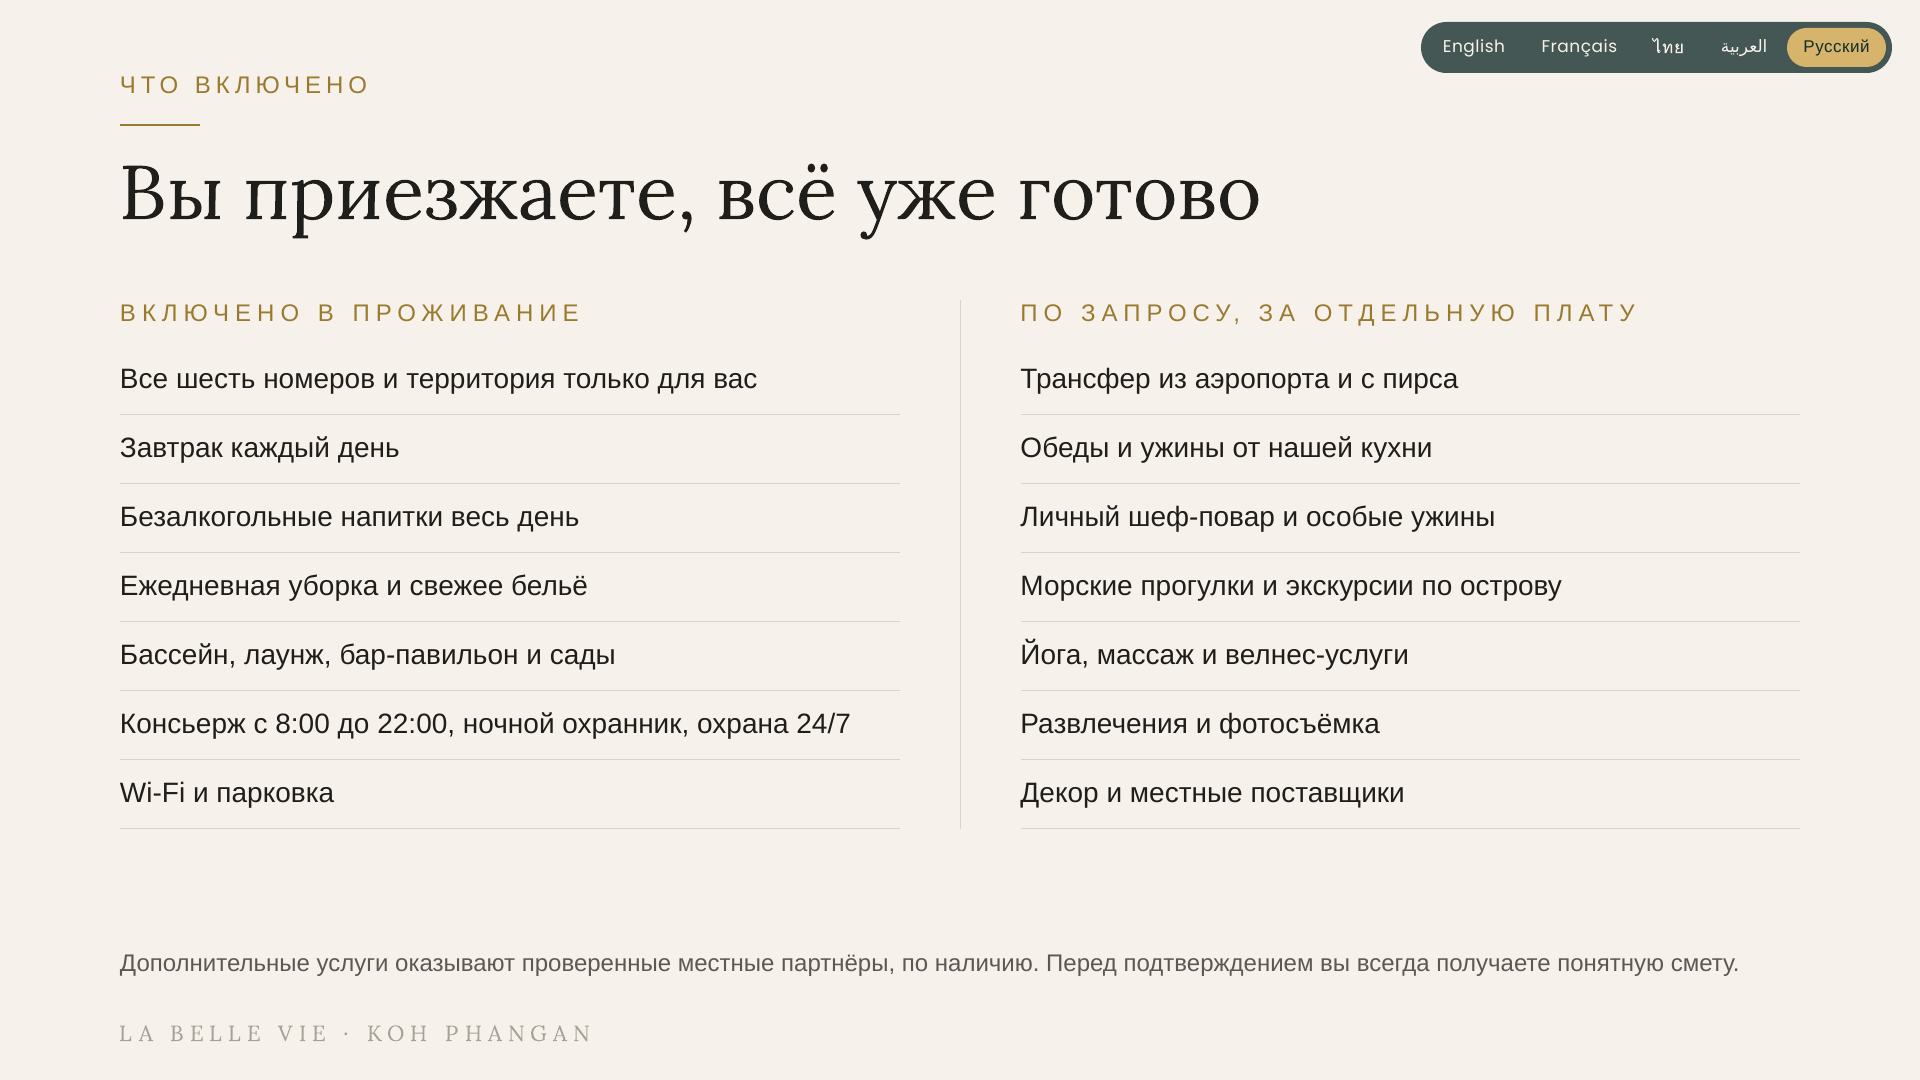 English Français ไทย العربية Русский
ЧТО ВКЛЮЧЕНО
Вы приезжаете, всё уже готово
ВКЛЮЧЕНО В ПРОЖИВАНИЕ
Все шесть номеров и территория только для вас
Завтрак каждый день
Безалкогольные напитки весь день
Ежедневная уборка и свежее бельё
Бассейн, лаунж, бар-павильон и сады
Консьерж с 8:00 до 22:00, ночной охранник, охрана 24/7
Wi-Fi и парковка
ПО ЗАПРОСУ, ЗА ОТДЕЛЬНУЮ ПЛАТУ
Трансфер из аэропорта и с пирса
Обеды и ужины от нашей кухни
Личный шеф-повар и особые ужины
Морские прогулки и экскурсии по острову
Йога, массаж и велнес-услуги
Развлечения и фотосъёмка
Декор и местные поставщики
Дополнительные услуги оказывают проверенные местные партнёры, по наличию. Перед подтверждением вы всегда получаете понятную смету.
LA BELLE VIE · KOH PHANGAN